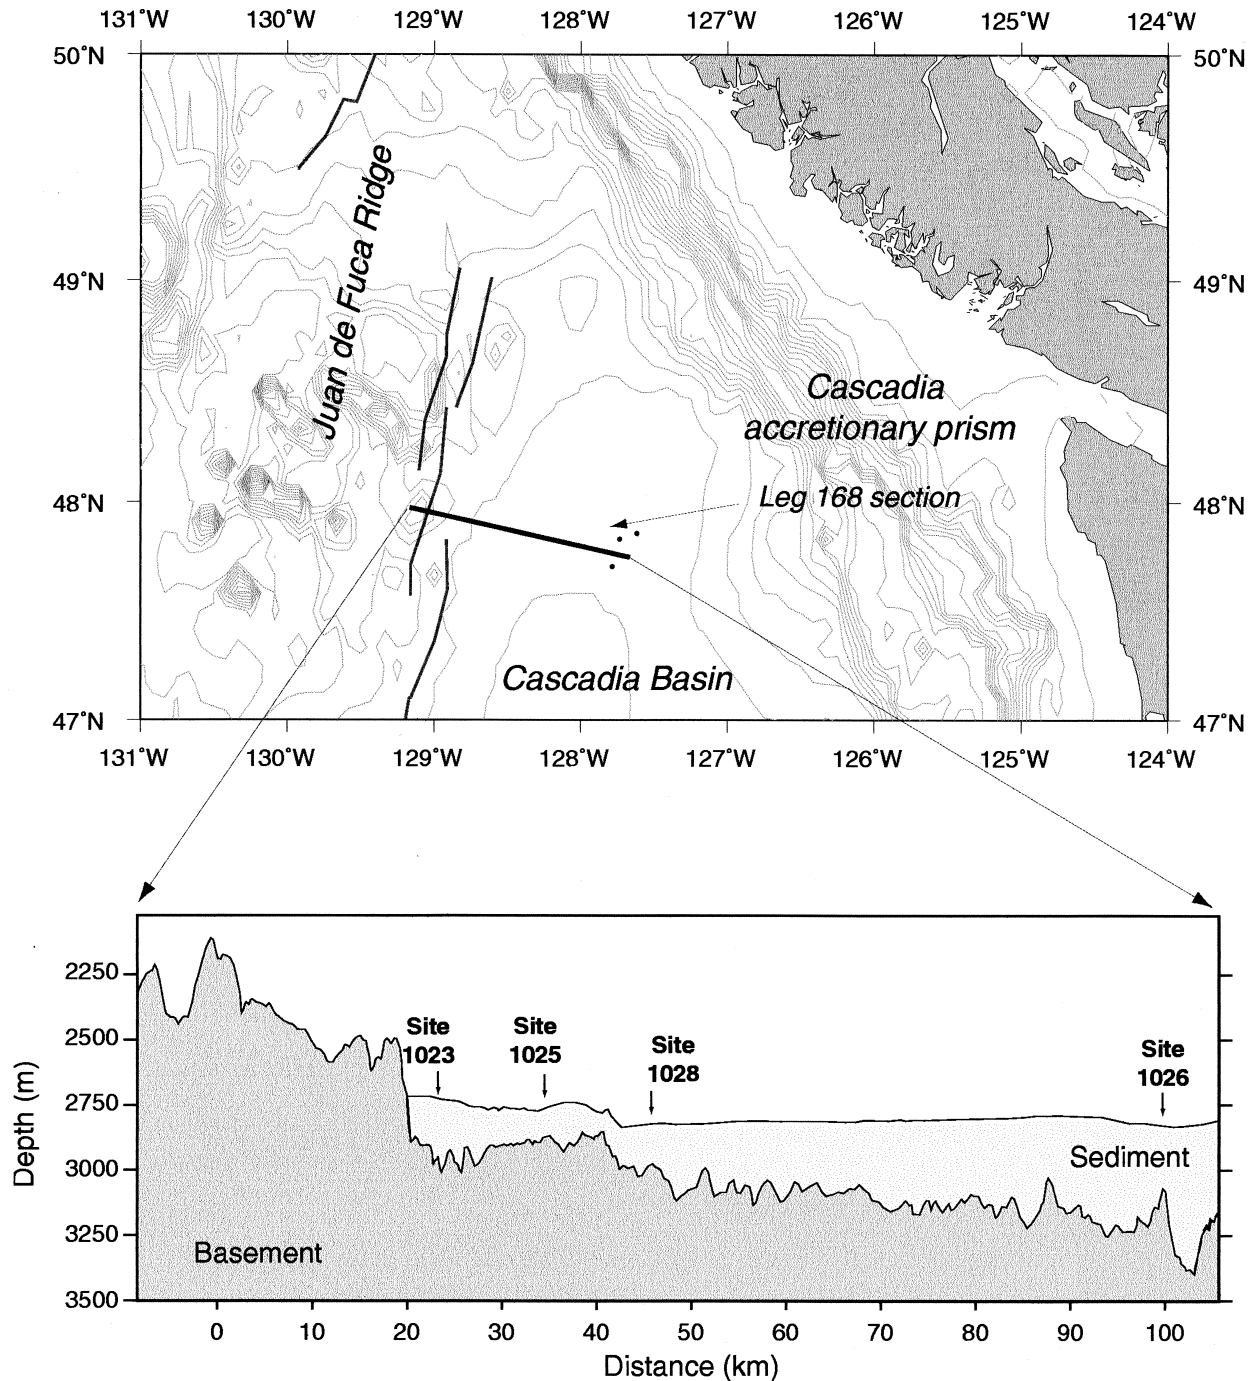 131˚W 130˚W 129˚W 128˚W 127˚W 126˚W 125˚W 124˚W
50˚N 50˚N
Juan de Fuca Ridge
49˚N 49˚N
Cascadia
accretionary prism
Leg 168 section
48˚N 48˚N
Cascadia Basin
47˚N 47˚N
131˚W 130˚W 129˚W 128˚W 127˚W 126˚W 125˚W 124˚W
2250
2500
2750
3000
3250
3500
Depth (m)
Site
1023
Site
1025
Site
1028
Site
1026
Sediment
Basement
0 10 20 30 40 50 60 70 80 90 100
Distance (km)